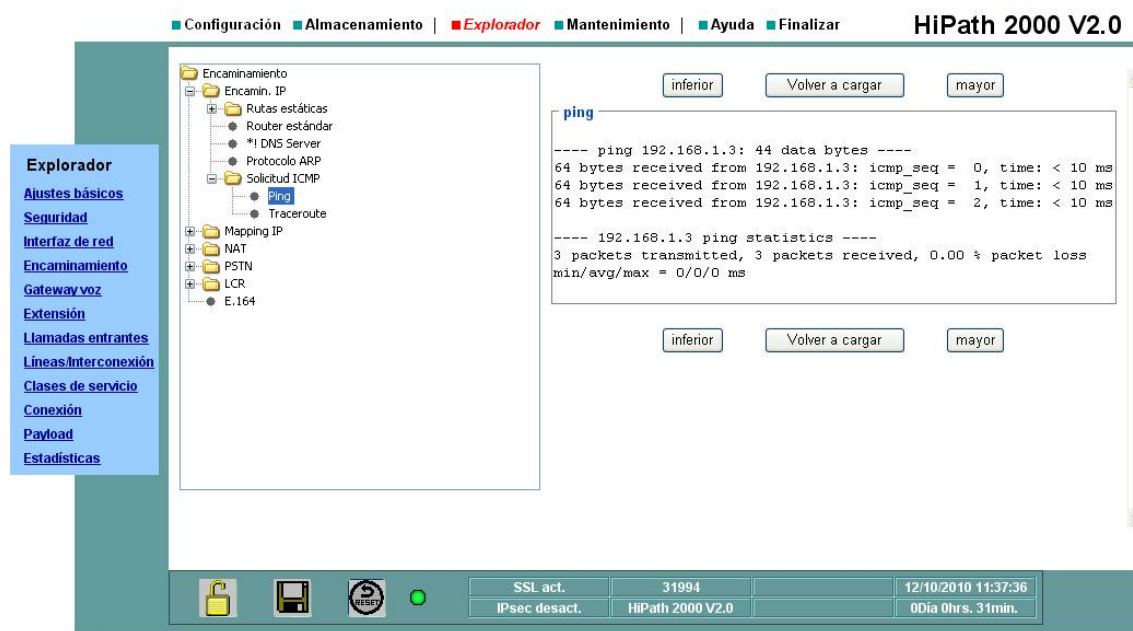 Configuración Almacenamiento | Explorador Mantenimiento | Ayuda Finalizar HiPath 2000 V2.0
Explorador
Ajustes básicos
Seguridad
Interfaz de red
Encaminamiento
Gateway voz
Extensión
Llamadas entrantes
Líneas/Interconexión
Clases de servicio
Conexión
Payload
Estadísticas
Encaminamiento
Encamin. IP
Rutas estáticas
Router estándar
*! DNS Server
Protocolo ARP
Solicitud ICMP
Ping
Traceroute
Mapping IP
NAT
PSTN
LCR
E.164
inferior Volver a cargar mayor
ping
---- ping 192.168.1.3: 44 data bytes ----
64 bytes received from 192.168.1.3: icmp_seq = 0, time: < 10 ms
64 bytes received from 192.168.1.3: icmp_seq = 1, time: < 10 ms
64 bytes received from 192.168.1.3: icmp_seq = 2, time: < 10 ms
---- 192.168.1.3 ping statistics ----
3 packets transmitted, 3 packets received, 0.00 % packet loss
min/avg/max = 0/0/0 ms
inferior Volver a cargar mayor
RESET
SSL act. 31994 12/10/2010 11:37:36
IPsec desact. HiPath 2000 V2.0 0Día 0hrs. 31min.